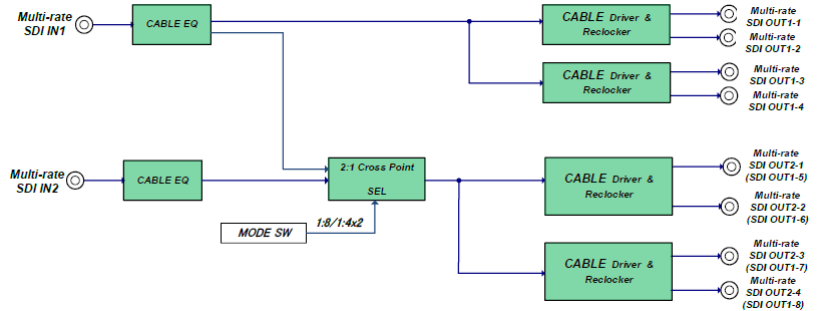 Multi-rate
SDI IN1
CABLE EQ
CABLE Driver &
Reclocker
Multi-rate
SDI OUT1-1
Multi-rate
SDI OUT1-2
CABLE Driver &
Reclocker
Multi-rate
SDI OUT1-3
Multi-rate
SDI OUT1-4
Multi-rate
SDI IN2
CABLE EQ
2:1 Cross Point
SEL
MODE SW
1:8/1:4x2
CABLE Driver &
Reclocker
Multi-rate
SDI OUT2-1
(SDI OUT1-5)
Multi-rate
SDI OUT2-2
(SDI OUT1-6)
CABLE Driver &
Reclocker
Multi-rate
SDI OUT2-3
(SDI OUT1-7)
Multi-rate
SDI OUT2-4
(SDI OUT1-8)